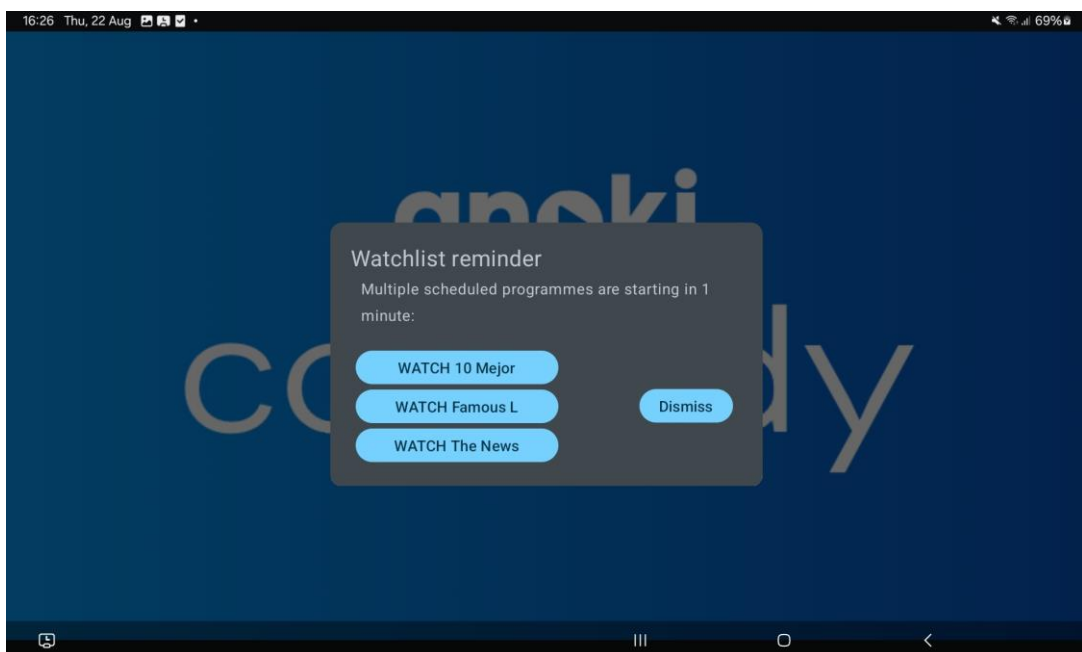 16:26 Thu, 22 Aug
69%
anoki
Watchlist reminder
Multiple scheduled programmes are starting in 1
minute:
WATCH 10 Mejor
WATCH Famous L
Dismiss
WATCH The News